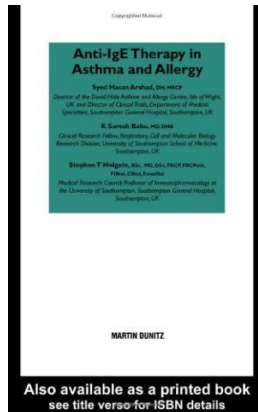 Copyrighted Material
Anti-IgE Therapy in
Asthma and Allergy
Syed Hasan Arshad, DM, MRCP
Director of the David Hide Asthma and Allergy Centre, Isle of Wight,
UK and Director of Clinical Trials, Department of Medical
Specialties, Southampton General Hospital, Southampton, UK
K Suresh Babu, MD, DNB
Clinical Research Fellow, Respiratory, Cell and Molecular Biology
Research Division, University of Southampton School of Medicine,
Southampton, UK
Stephen T Holgate, BSc, MD, DSc, FRCP, FRCPath,
FIBiol, CBiol, FmedSci
Medical Research Council Professor of Immunopharmacology at
the University of Southampton, Southampton General Hospital,
Southampton, UK
MARTIN DUNITZ
Also available as a printed book
see title verso for ISBN details